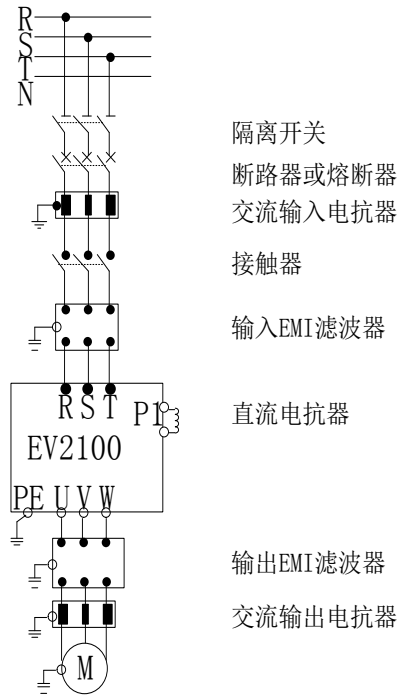 R
S
T
N
隔离开关
断路器或熔断器
交流输入电抗器
接触器
输入EMI滤波器
R S T P1
直流电抗器
EV2100
PE U V W
输出EMI滤波器
交流输出电抗器
M